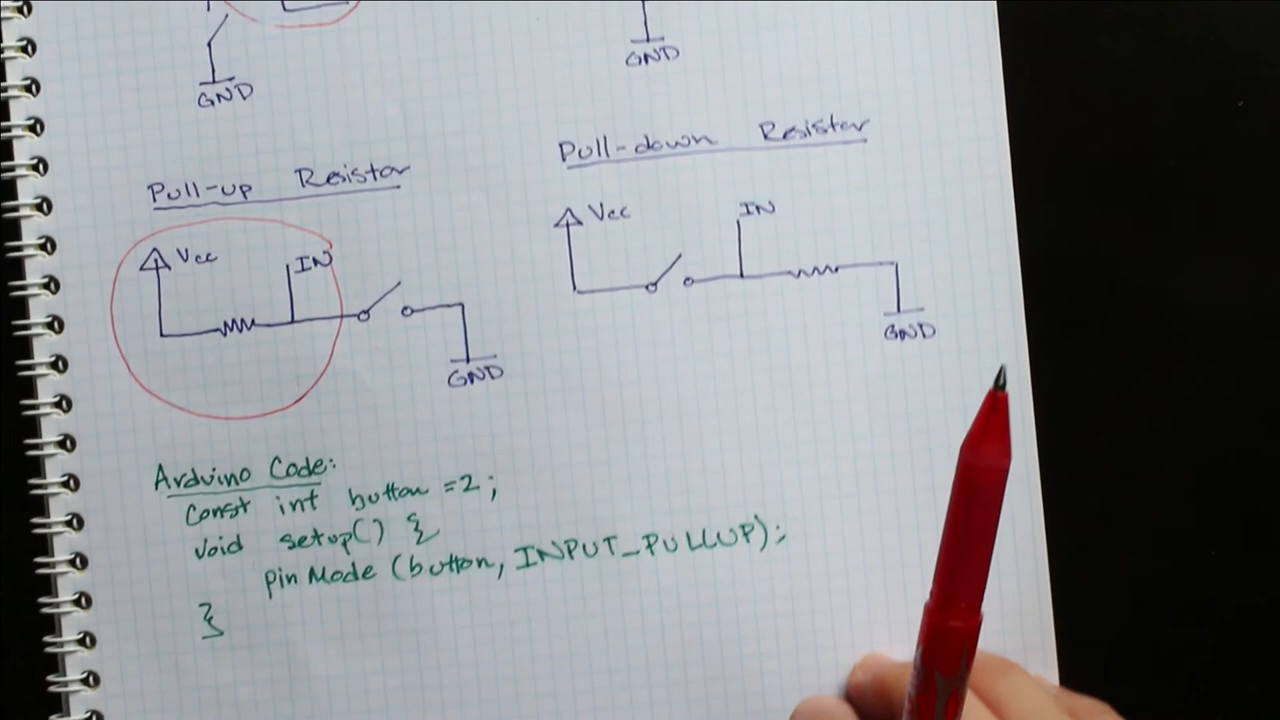 GND
GND
Pull-up Resistor
Vcc
IN
GND
Pull-down Resistor
Vcc
IN
GND
Arduino Code:
const int button =2;
void setup() {
pinMode (button, INPUT_PULLUP);
}